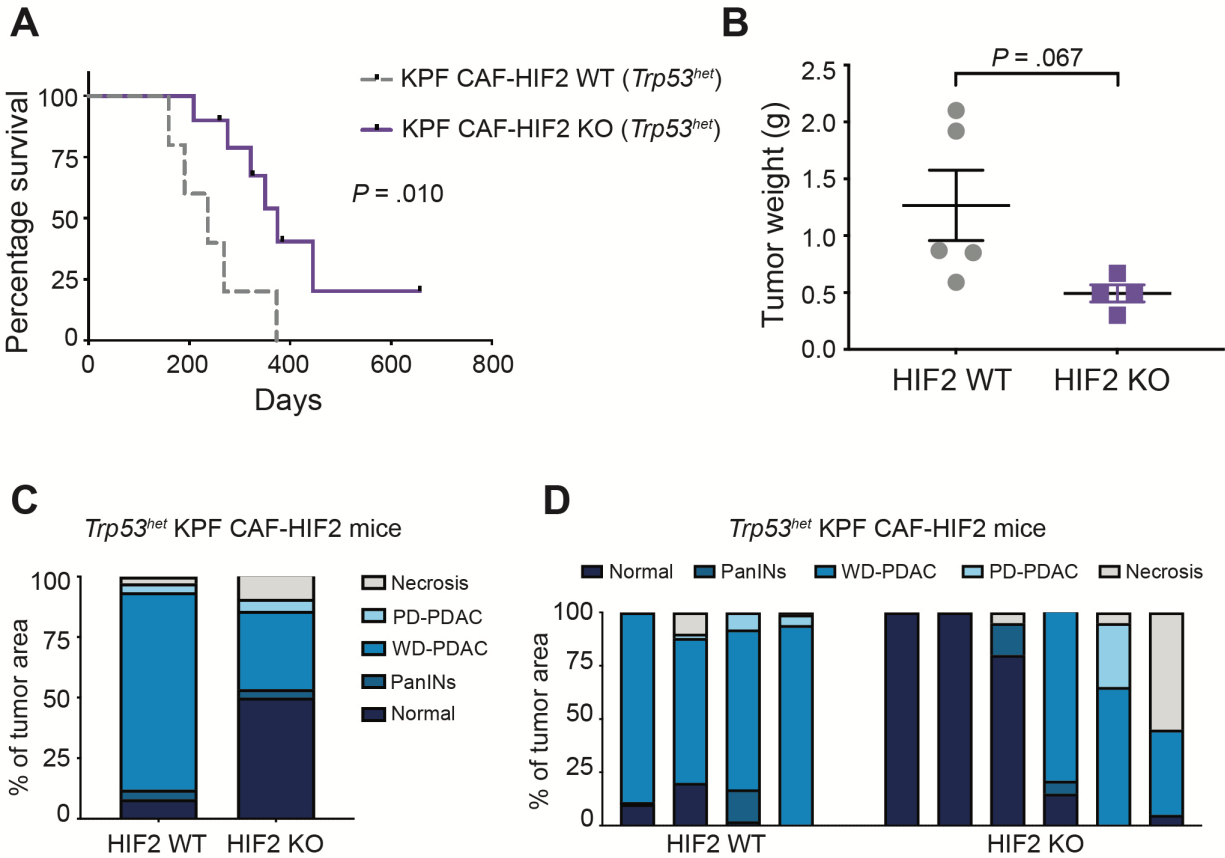 A
KPF CAF-HIF2 WT (Trp53het)
KPF CAF-HIF2 KO (Trp53het)
P = .010
Percentage survival
100
75
50
25
0
0 200 400 600 800
Days
B
P = .067
Tumor weight (g)
2.5
2.0
1.5
1.0
0.5
0.0
HIF2 WT HIF2 KO
C
Trp53het KPF CAF-HIF2 mice
% of tumor area
100
75
50
25
0
Necrosis
PD-PDAC
WD-PDAC
PanINs
Normal
HIF2 WT HIF2 KO
D
Trp53het KPF CAF-HIF2 mice
Normal PanINs WD-PDAC PD-PDAC Necrosis
% of tumor area
100
75
50
25
0
HIF2 WT HIF2 KO